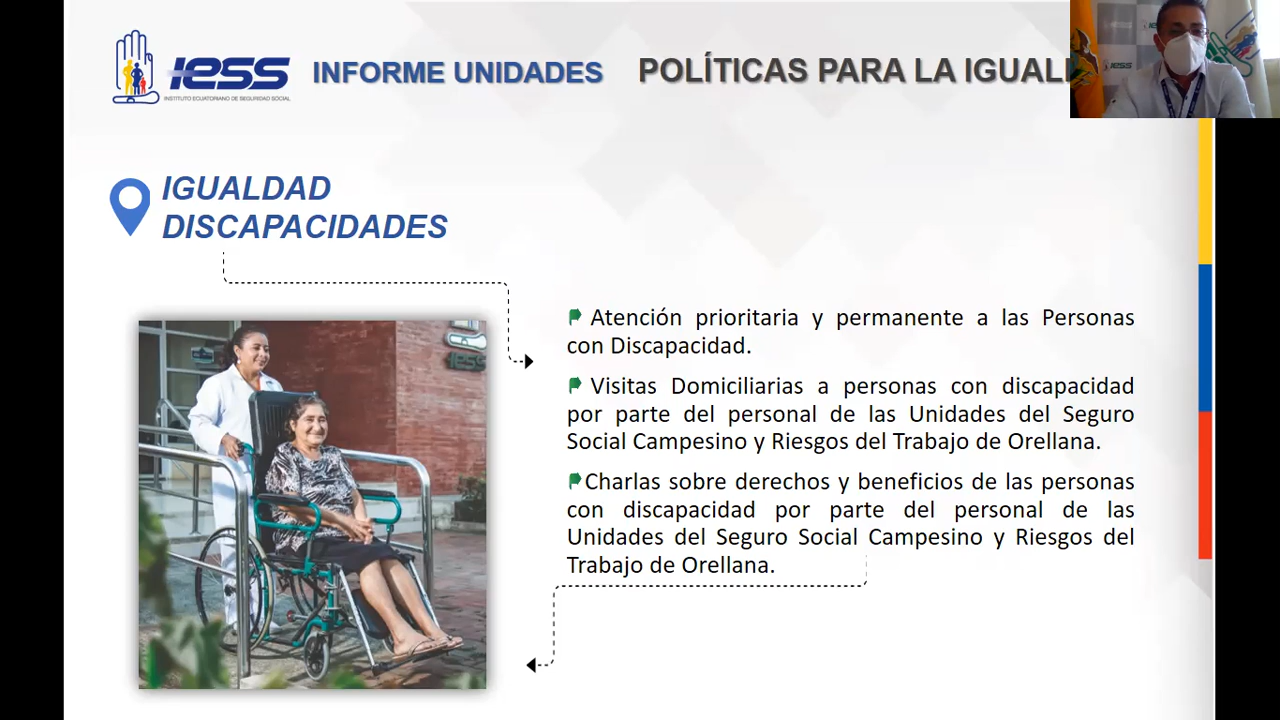 IESS
INSTITUTO ECUATORIANO DE SEGURIDAD SOCIAL
INFORME UNIDADES
POLÍTICAS PARA LA IGUAL
IESS
IGUALDAD
DISCAPACIDADES
IESS
Atención prioritaria y permanente a las Personas
con Discapacidad.
Visitas Domiciliarias a personas con discapacidad
por parte del personal de las Unidades del Seguro
Social Campesino y Riesgos del Trabajo de Orellana.
Charlas sobre derechos y beneficios de las personas
con discapacidad por parte del personal de las
Unidades del Seguro Social Campesino y Riesgos del
Trabajo de Orellana.